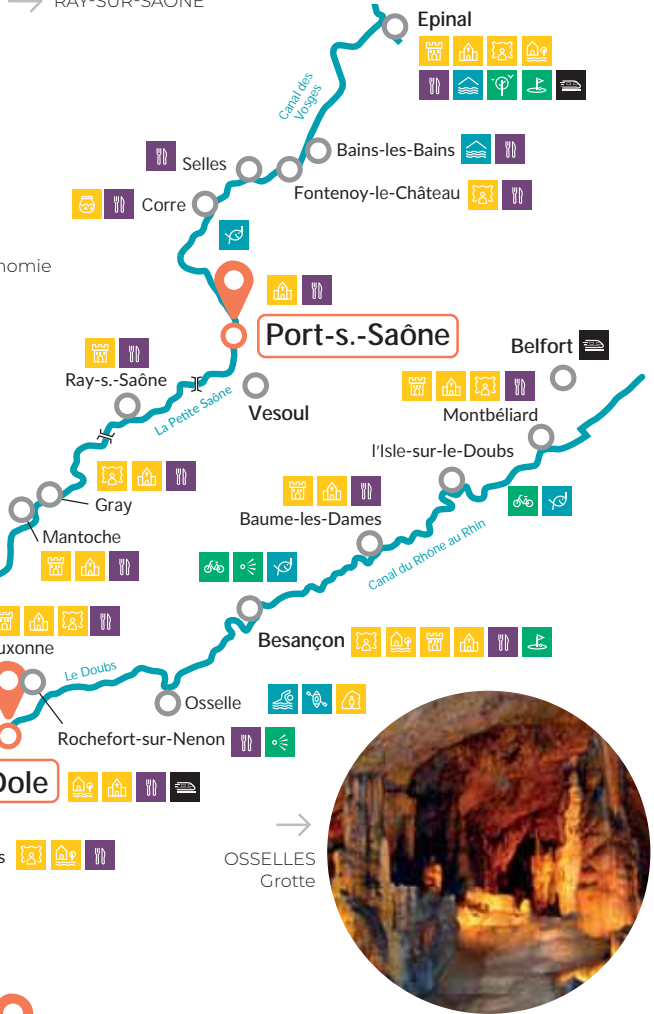 RAY-SUR-SAÔNE
Epinal
Canal des
Vosges
Bains-les-Bains
Selles
Fontenoy-le-Château
Corre
nomie
Port-s.-Saône
Belfort
Ray-s.-Saône
La Petite Saône
Vesoul
Montbéliard
l'Isle-sur-le-Doubs
Gray
Baume-les-Dames
Mantoche
Canal du Rhône au Rhin
uxonne
Besançon
Le Doubs
Osselle
Rochefort-sur-Nenon
Dole
s
OSSELLES
Grotte